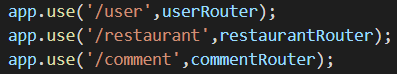 app.use('/user',userRouter);
app.use('/restaurant',restaurantRouter);
app.use('/comment',commentRouter);